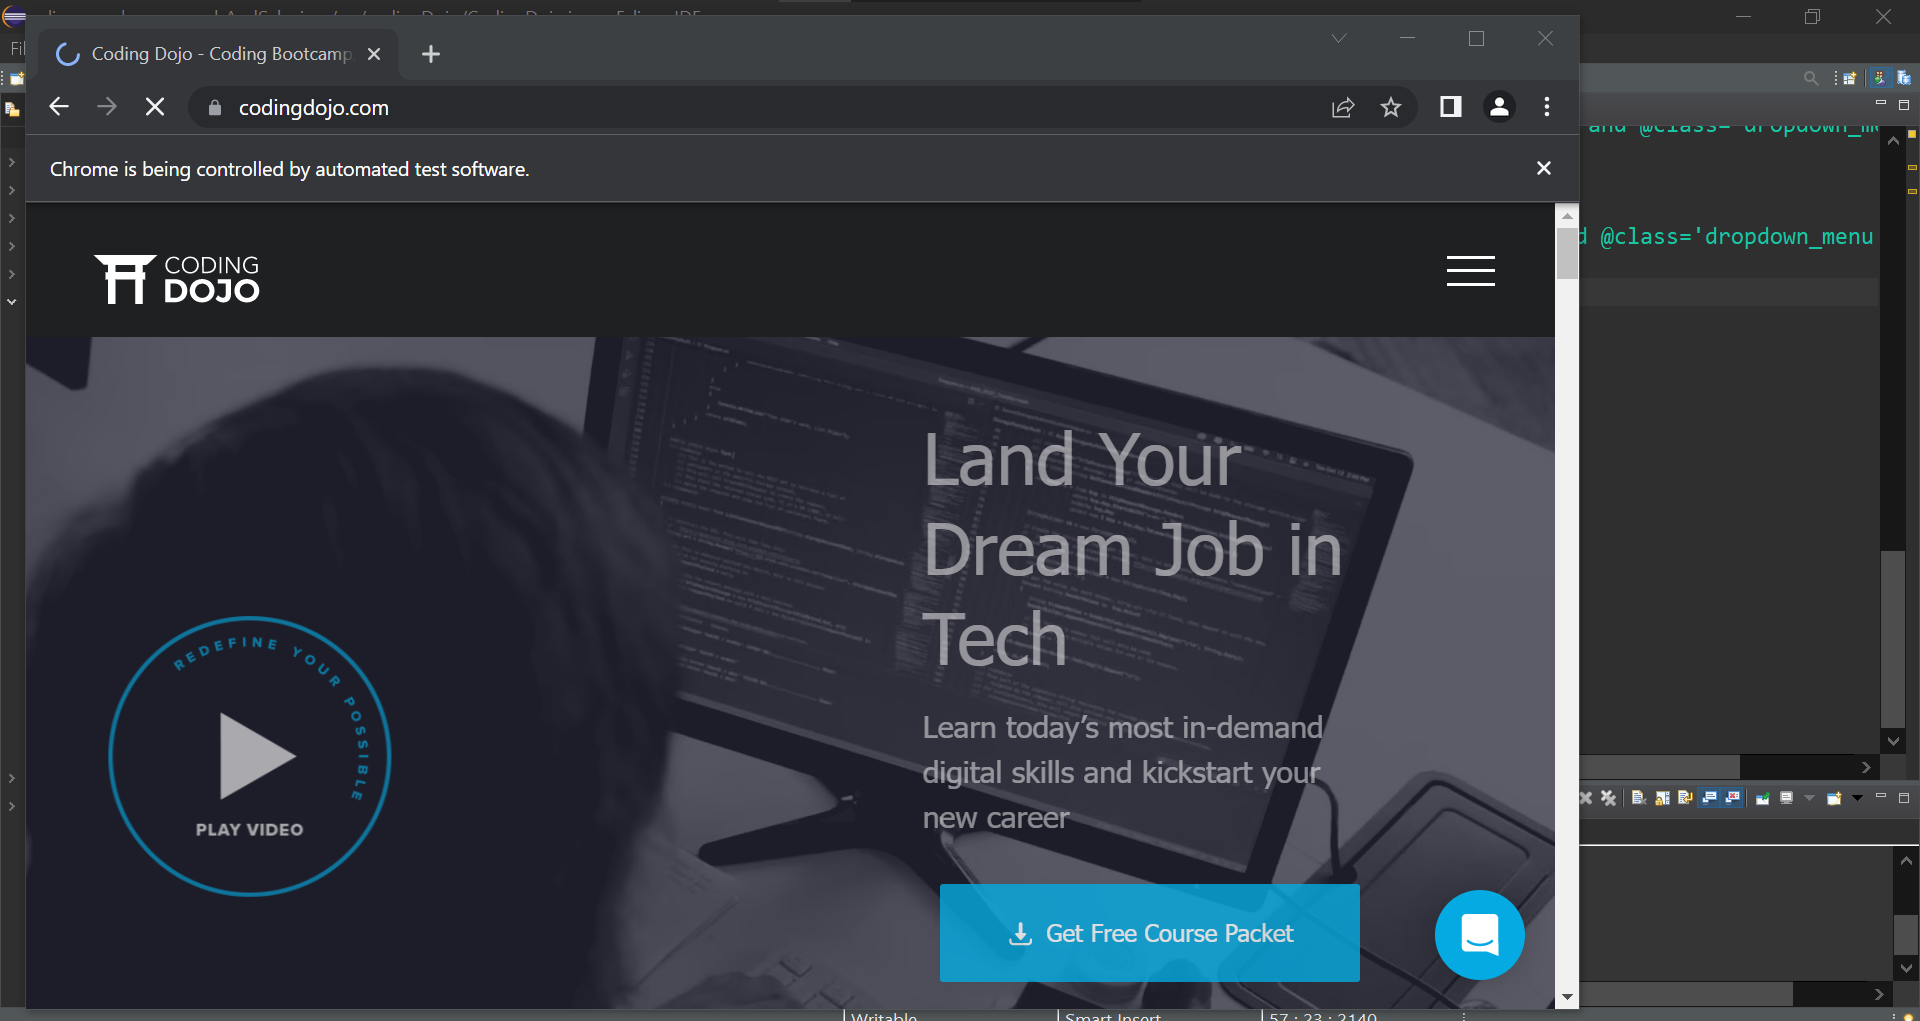 Coding Dojo - Coding Bootcamp
codingdojo.com
Chrome is being controlled by automated test software.
and @class='dropdown_me
d @class='dropdown_menu
CODING
DOJO
Land Your
Dream Job in
Tech
REDEFINE YOUR POSSIBLE
PLAY VIDEO
Learn today's most in-demand
digital skills and kickstart your
new career
Get Free Course Packet
Writable
Smart Insert
57 : 23 : 2140